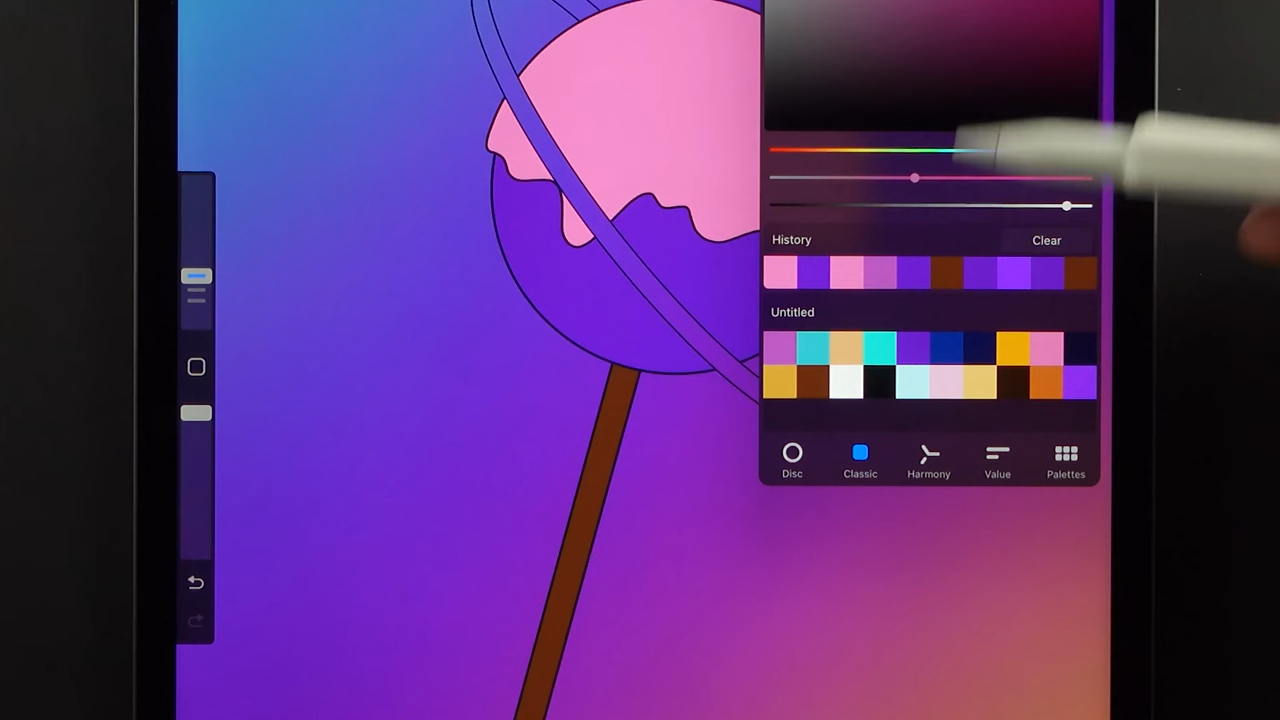 History
Clear
Untitled
Disc
Classic
Harmony
Value
Palettes